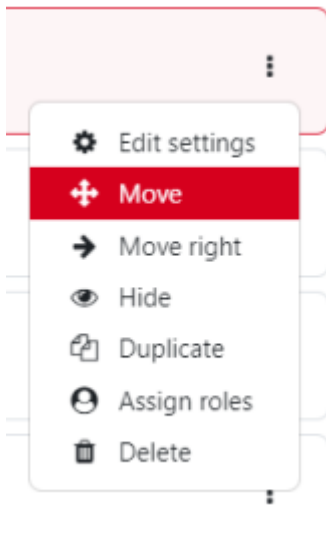 Edit settings
Move
Move right
Hide
Duplicate
Assign roles
Delete